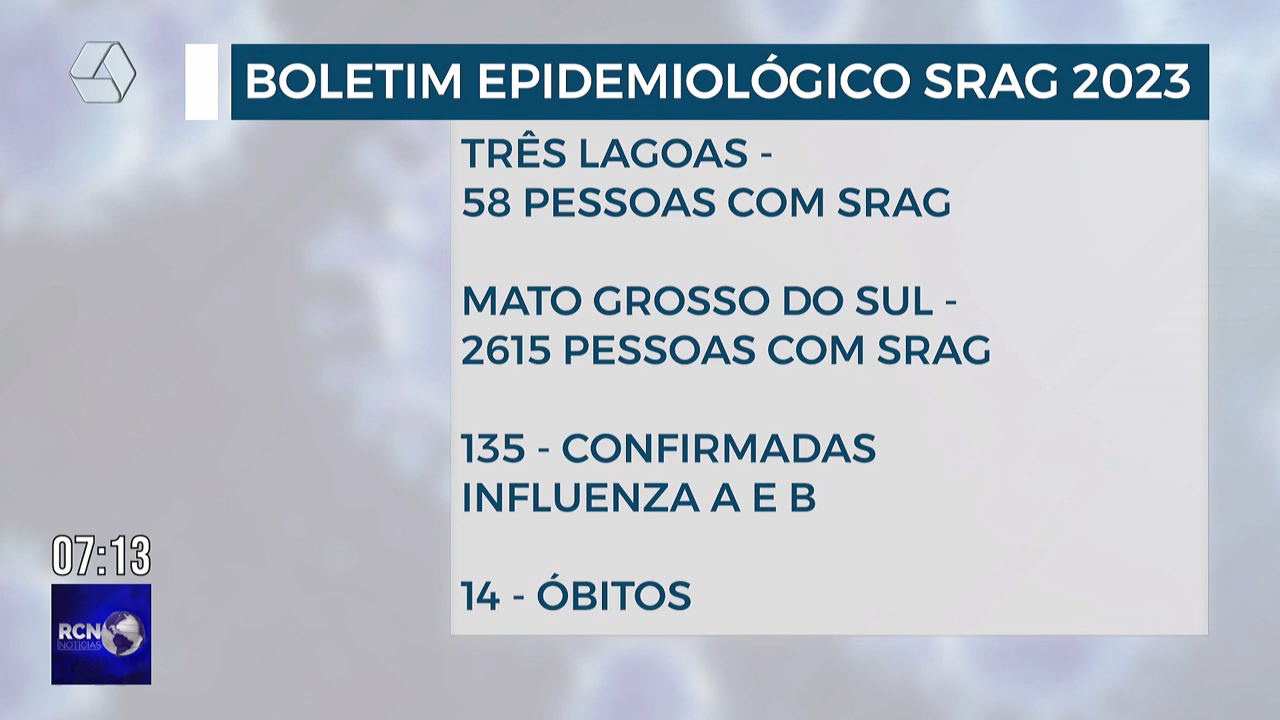 BOLETIM EPIDEMIOLÓGICO SRAG 2023
TRÊS LAGOAS -
58 PESSOAS COM SRAG
MATO GROSSO DO SUL -
2615 PESSOAS COM SRAG
135 - CONFIRMADAS
INFLUENZA A E B
14 - ÓBITOS
07:13
RCN
NOTÍCIAS